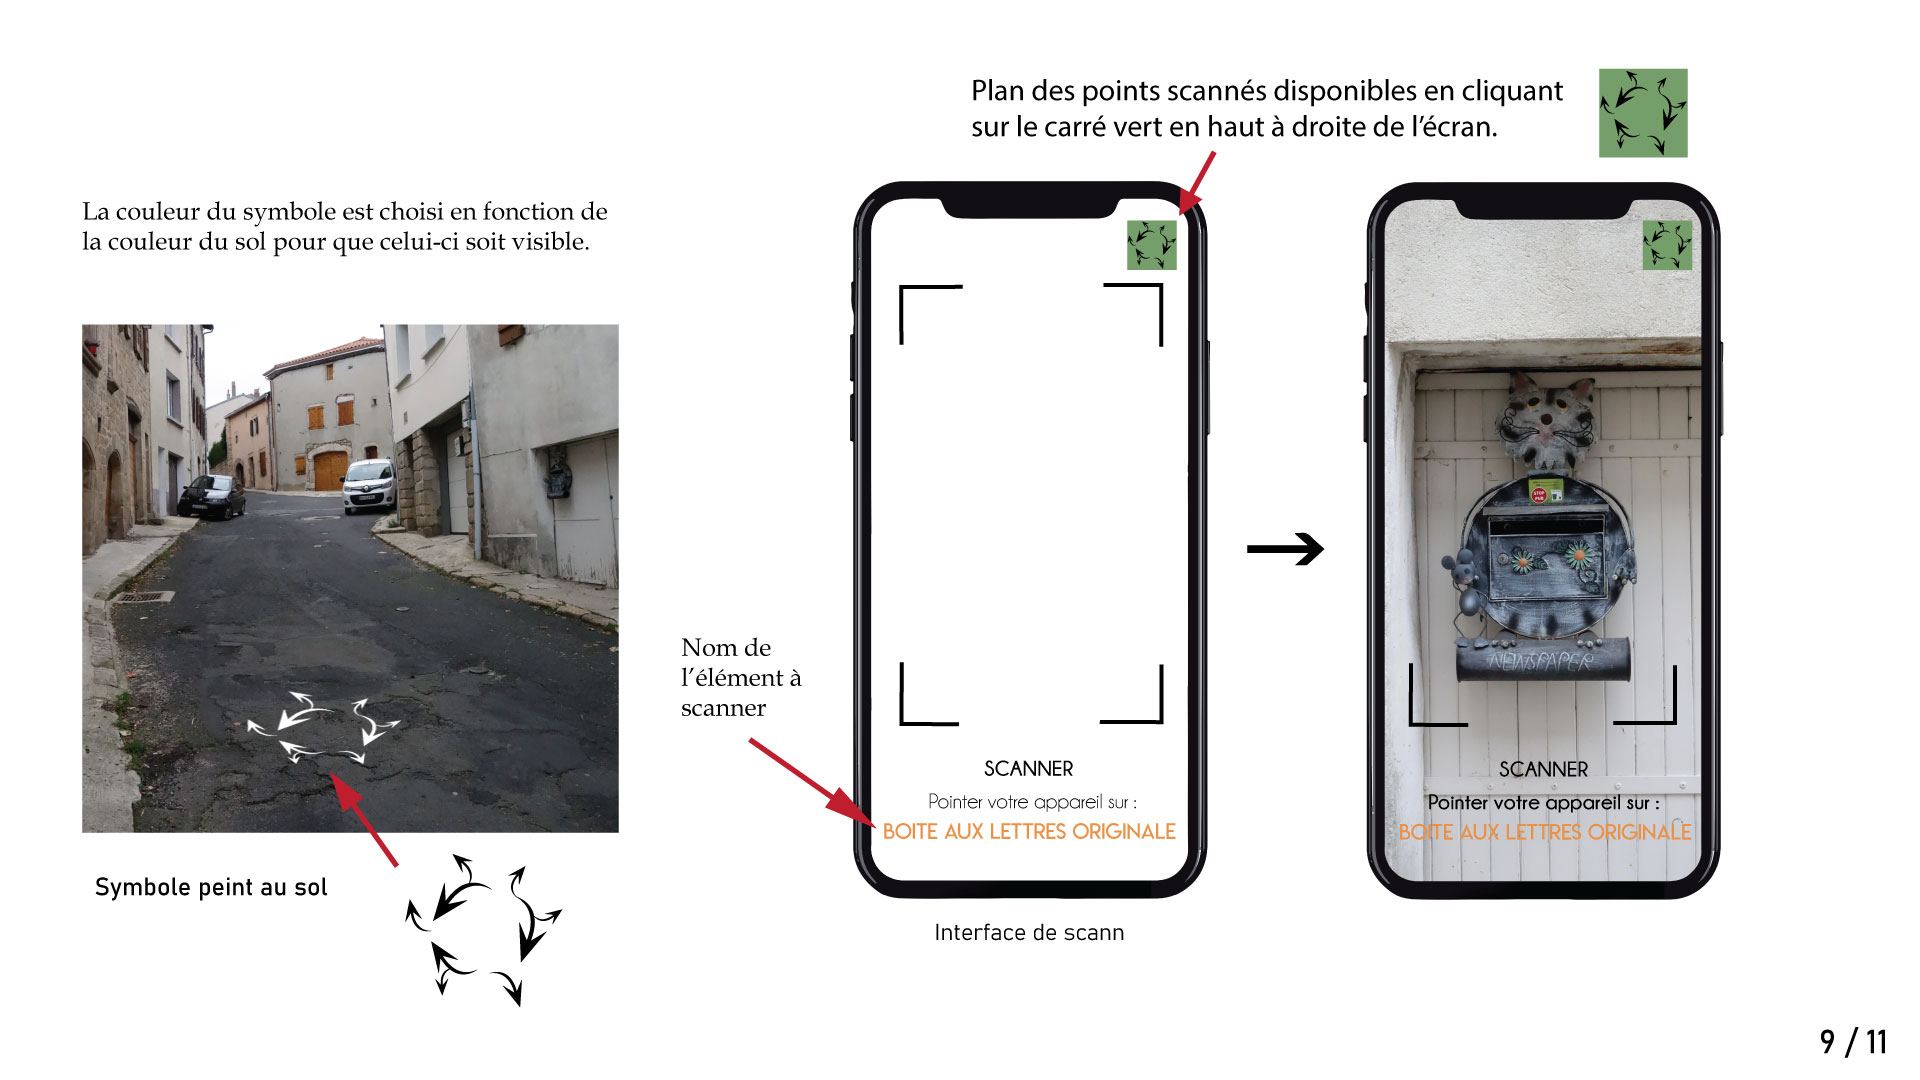 Plan des points scannés disponibles en cliquant
sur le carré vert en haut à droite de l'écran.
La couleur du symbole est choisi en fonction de
la couleur du sol pour que celui-ci soit visible.
Symbole peint au sol
Nom de
l'élément à
scanner
SCANNER
Pointer votre appareil sur :
BOITE AUX LETTRES ORIGINALE
Interface de scann
STOP
PUB
NEWSPAPER
SCANNER
Pointer votre appareil sur :
BOITE AUX LETTRES ORIGINALE
9 / 11